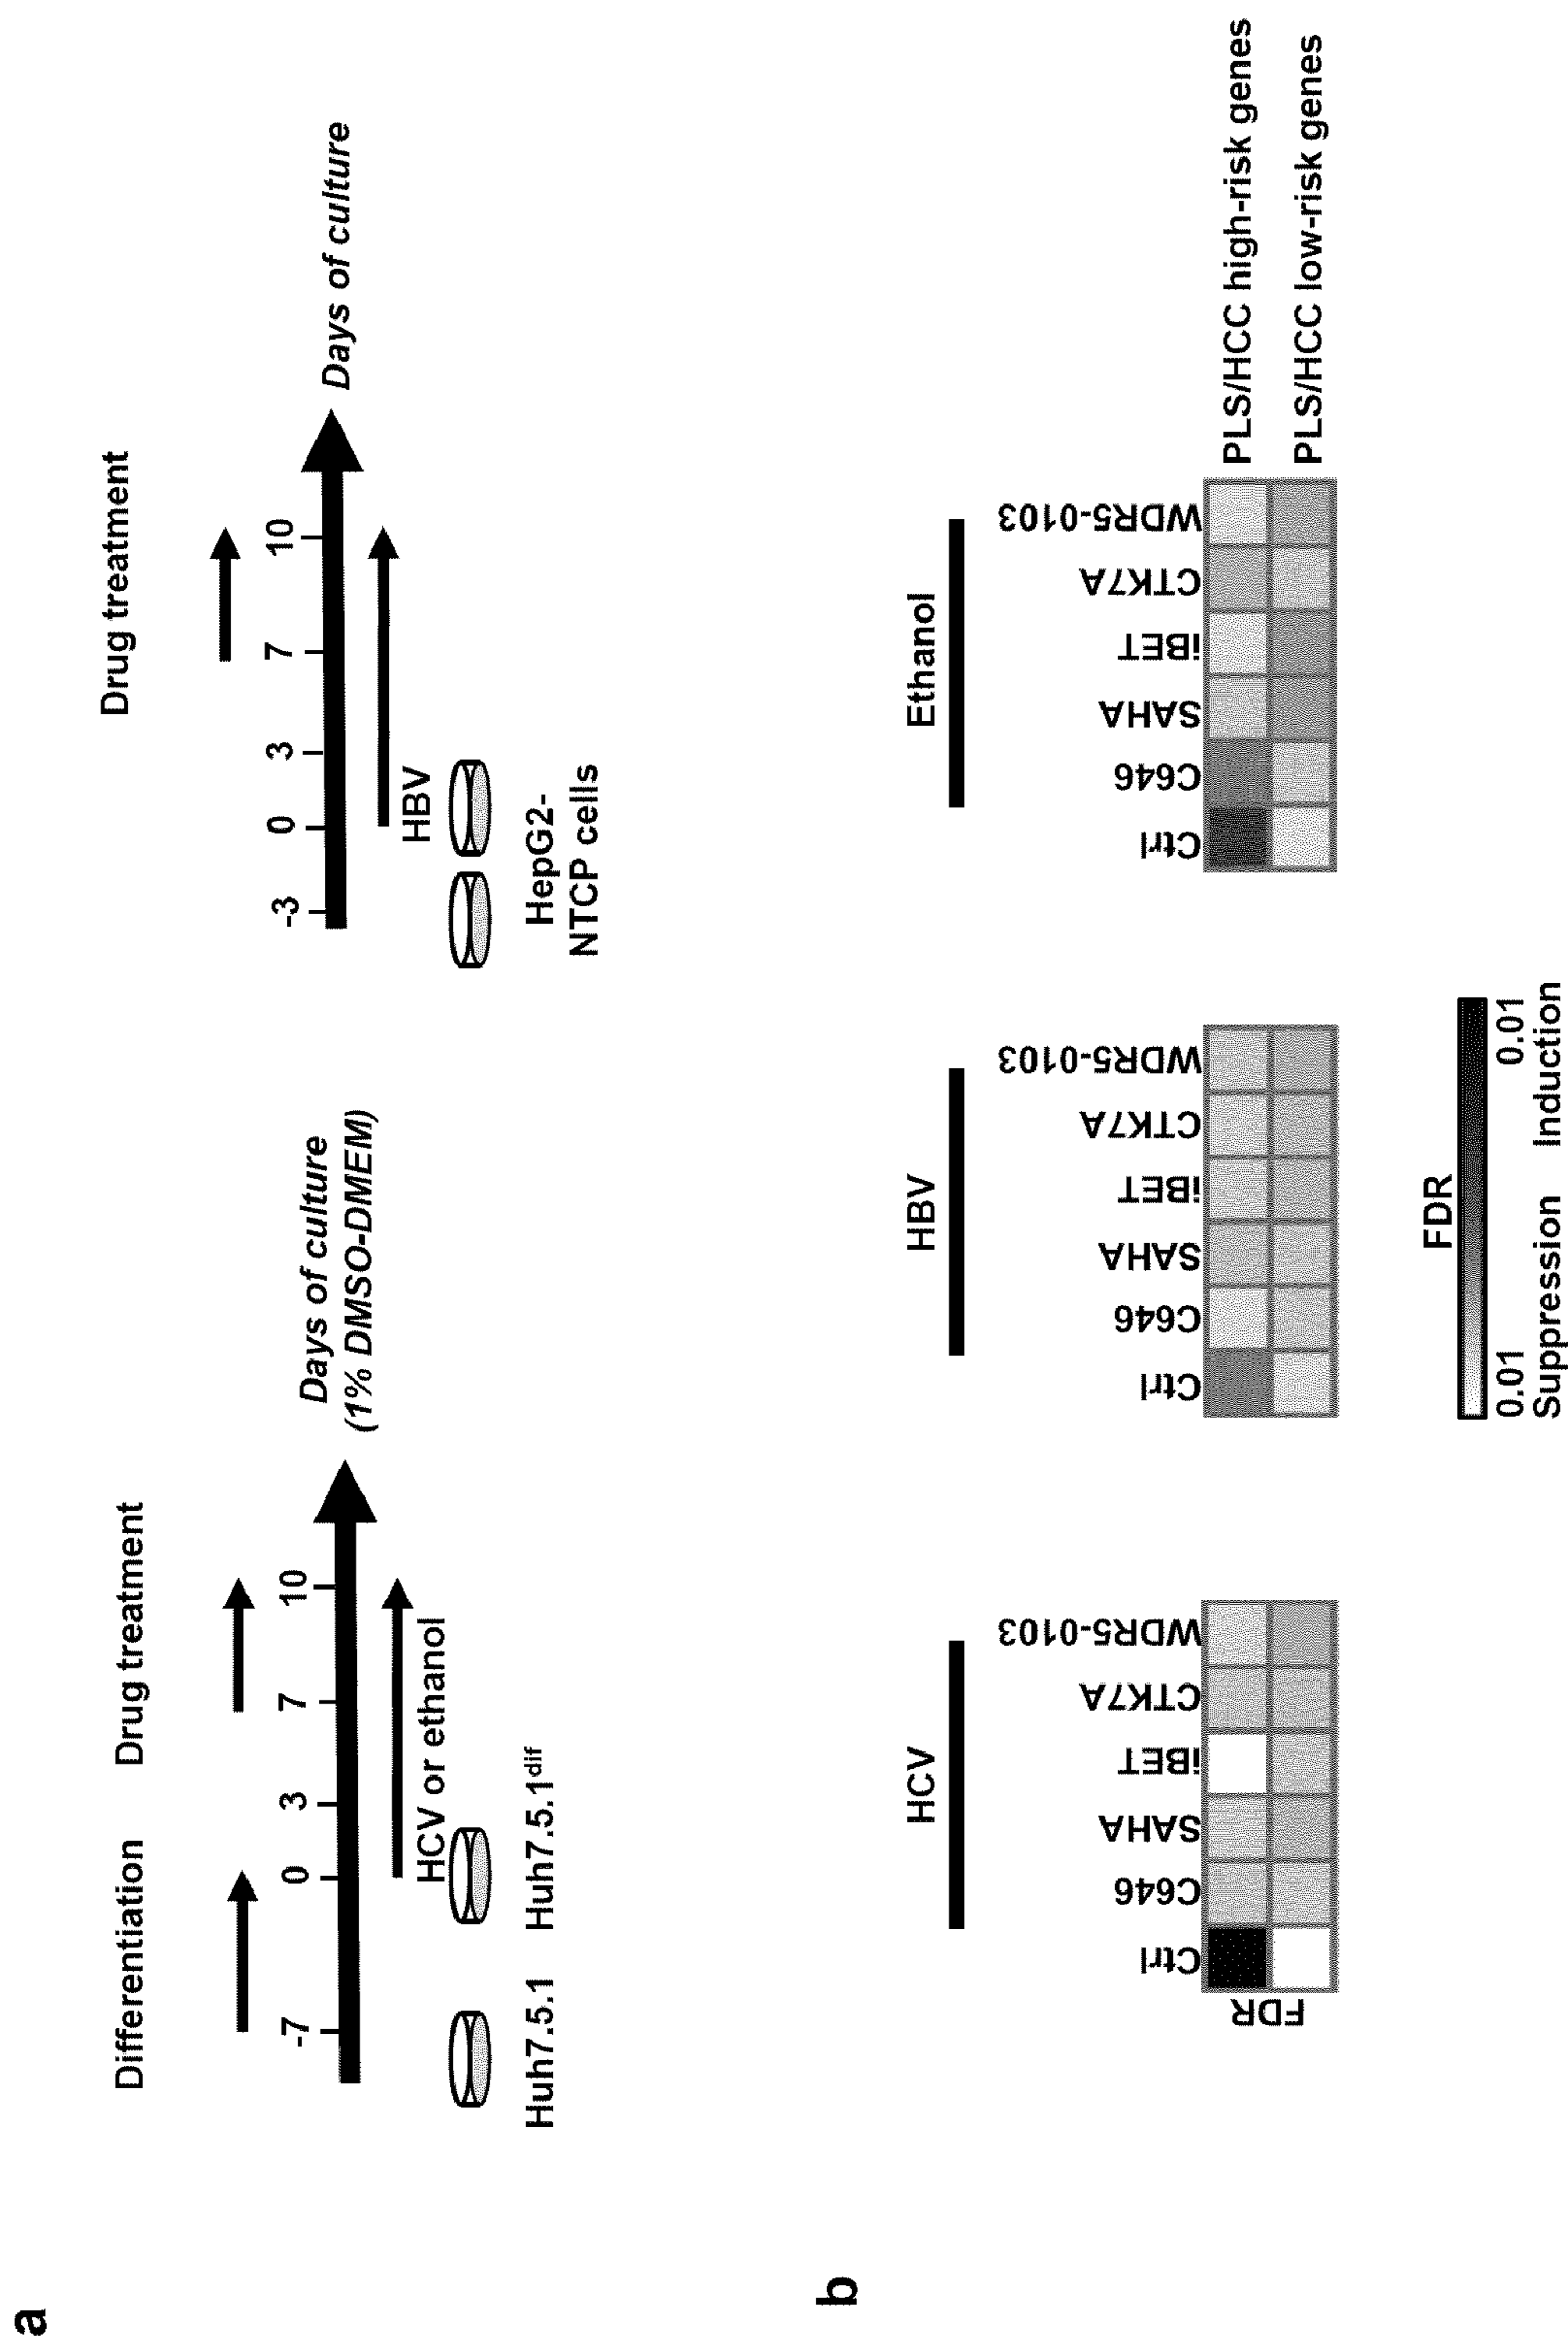 a
Differentiation
Drug treatment
-7
0
3
7
10
Days of culture
(1% DMSO-DMEM)
HCV or ethanol
Huh7.5.1
Huh7.5.1dif
Drug treatment
-3
0
3
7
10
Days of culture
HBV
HepG2-
NTCP cells
b
HCV
Ctrl
C646
SAHA
iBET
CTK7A
WDR5-0103
FDR
HBV
Ctrl
C646
SAHA
iBET
CTK7A
WDR5-0103
Ethanol
Ctrl
C646
SAHA
iBET
CTK7A
WDR5-0103
PLS/HCC high-risk genes
PLS/HCC low-risk genes
FDR
0.01
0.01
Suppression
Induction